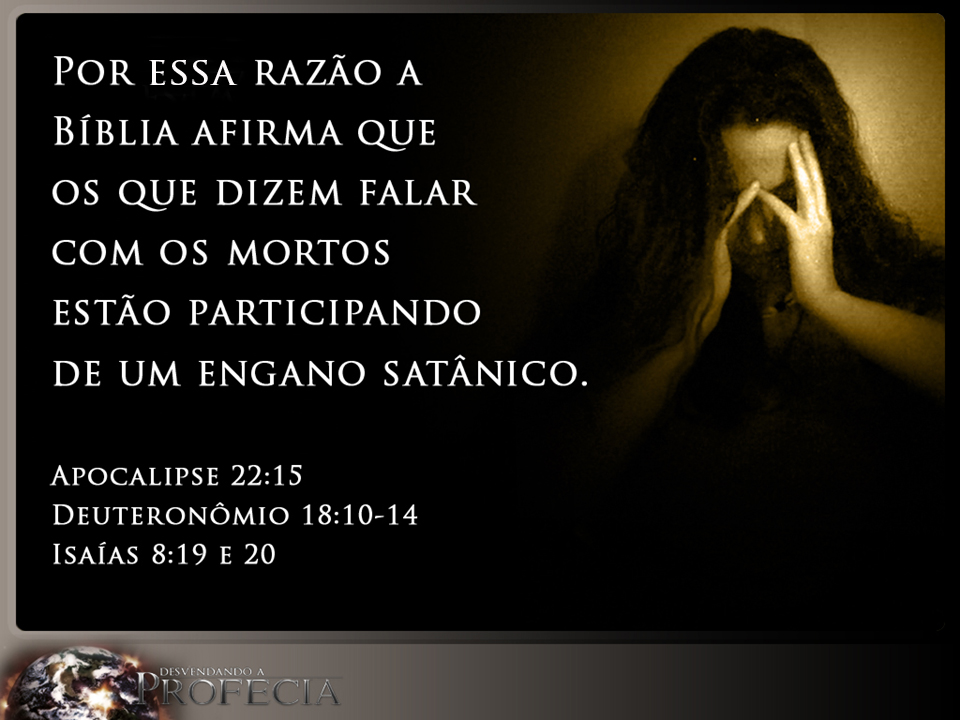 Por essa razão a
Bíblia afirma que
os que dizem falar
com os mortos
estão participando
de um engano satânico.
Apocalipse 22:15
Deuteronômio 18:10-14
Isaías 8:19 e 20
Desvendando a
Profecia